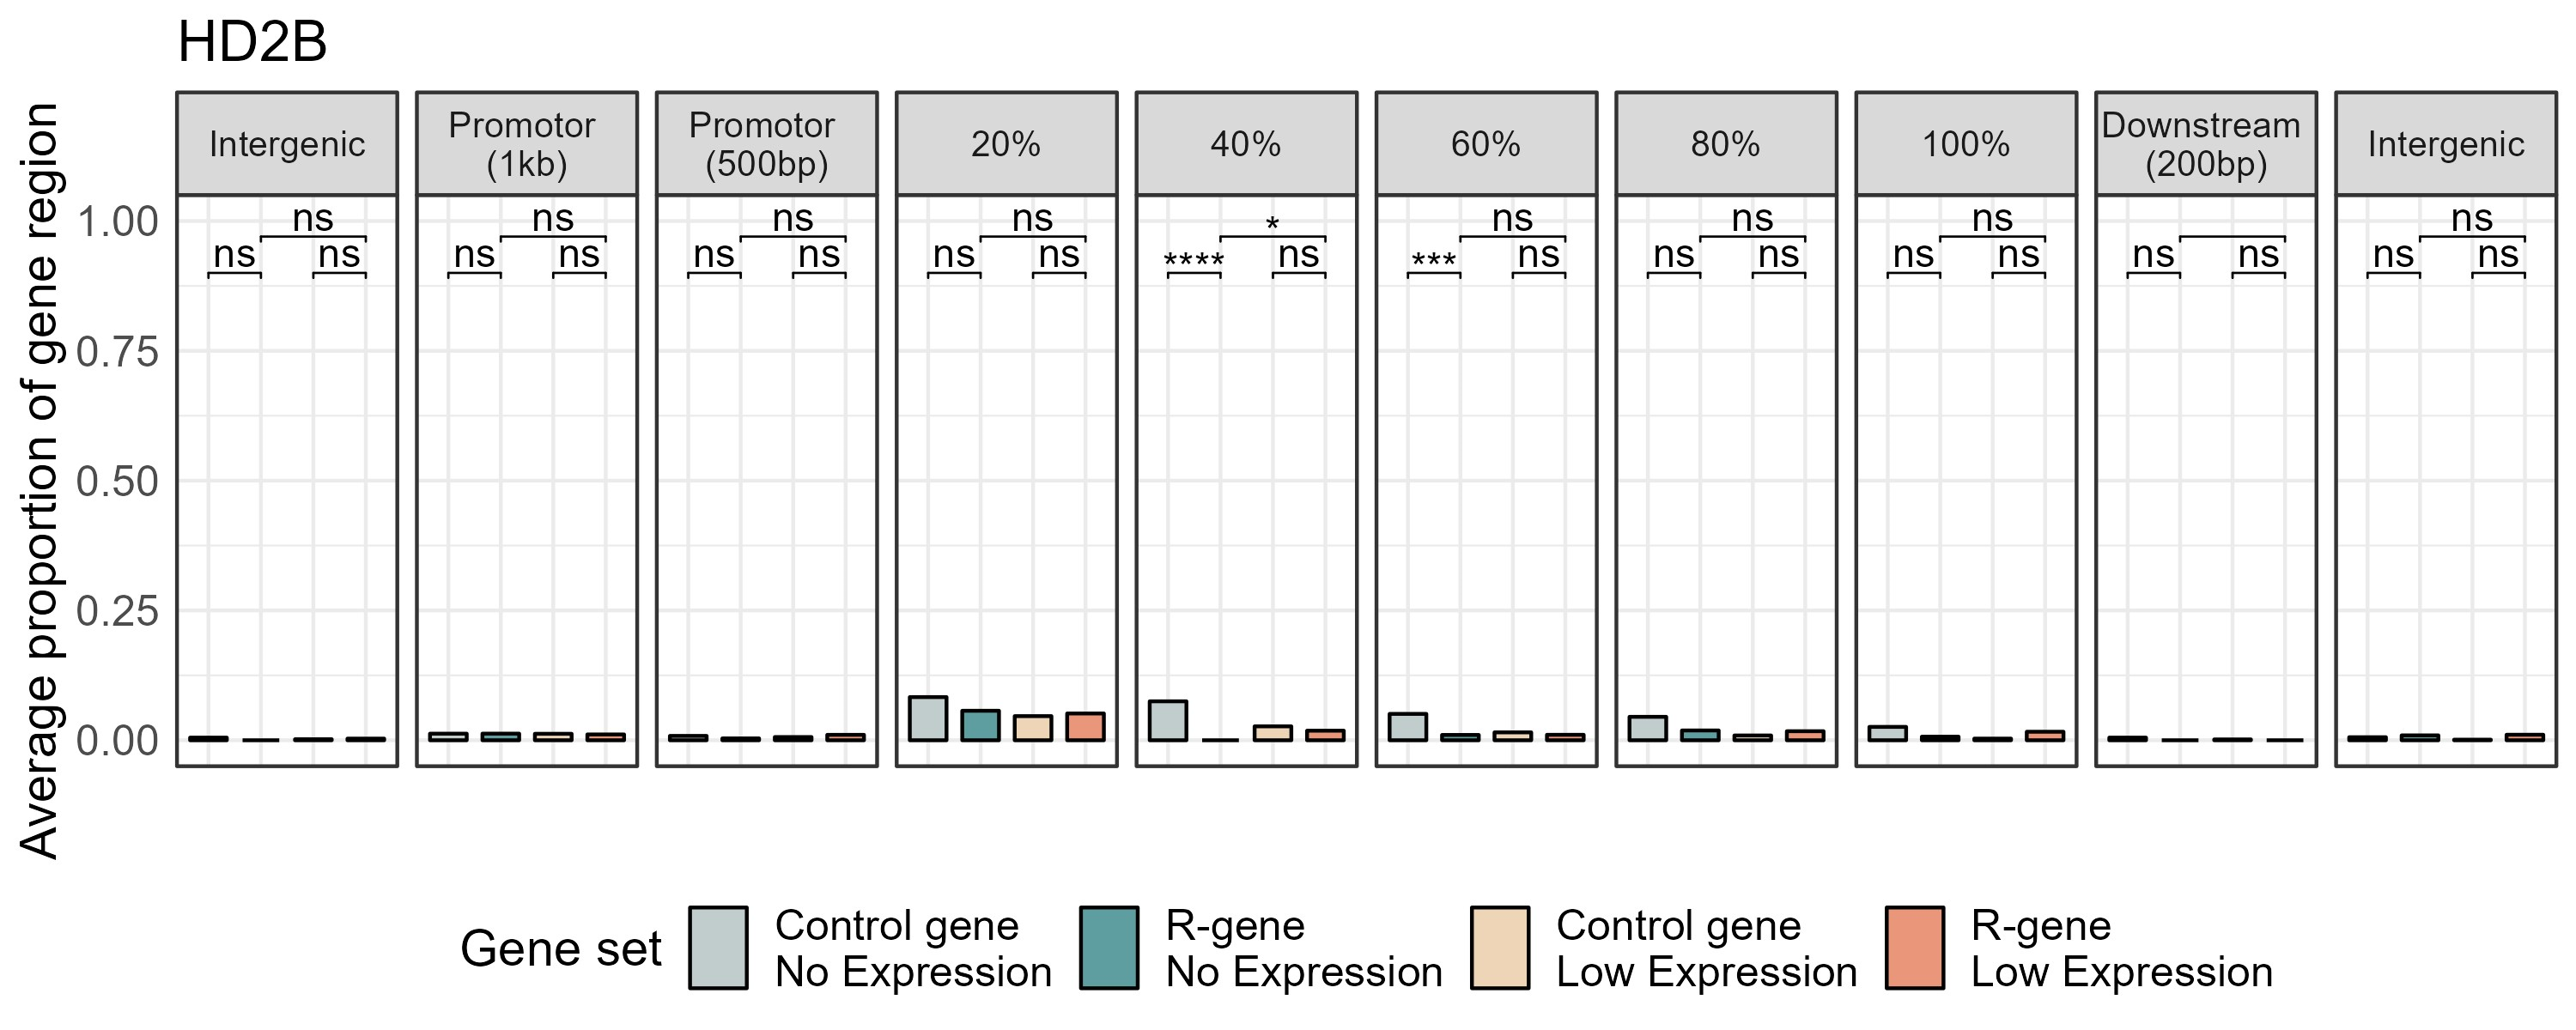 HD2B
Average proportion of gene region
Intergenic
Promotor
(1kb)
Promotor
(500bp)
20%
40%
60%
80%
100%
Downstream
(200bp)
Intergenic
1.00
0.75
0.50
0.25
0.00
ns
ns ns
ns
ns ns
ns
ns ns
ns
ns ns
*
**** ns
ns
*** ns
ns
ns ns
ns
ns ns
ns ns
ns
ns ns
Gene set
Control gene
No Expression
R-gene
No Expression
Control gene
Low Expression
R-gene
Low Expression